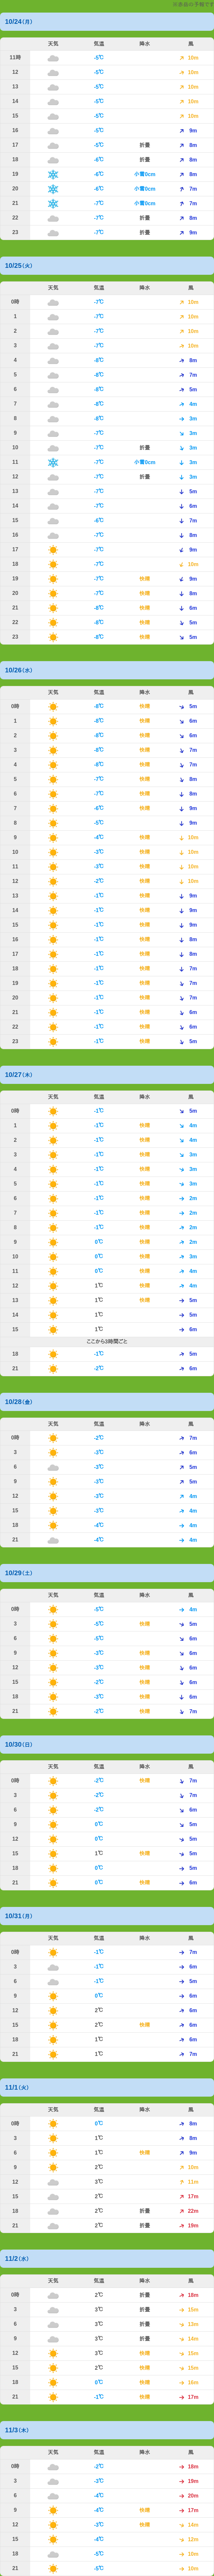 10/24(月)
天気 気温 降水 風
11時 -5℃ 10m
12 -5℃ 10m
13 -5℃ 10m
14 -5℃ 10m
15 -5℃ 10m
16 -5℃ 9m
17 -5℃ 折畳 8m
18 -6℃ 折畳 8m
19 -6℃ 小雪0cm 8m
20 -6℃ 小雪0cm 7m
21 -7℃ 小雪0cm 7m
22 -7℃ 折畳 8m
23 -7℃ 折畳 9m
10/25(火)
天気 気温 降水 風
0時 -7℃ 10m
1 -7℃ 10m
2 -7℃ 10m
3 -7℃ 10m
4 -8℃ 8m
5 -8℃ 7m
6 -8℃ 5m
7 -8℃ 4m
8 -8℃ 3m
9 -7℃ 3m
10 -7℃ 折畳 3m
11 -7℃ 小雪0cm 3m
12 -7℃ 折畳 3m
13 -7℃ 5m
14 -7℃ 6m
15 -6℃ 7m
16 -7℃ 8m
17 -7℃ 9m
18 -7℃ 10m
19 -7℃ 快晴 9m
20 -7℃ 快晴 8m
21 -8℃ 快晴 6m
22 -8℃ 快晴 5m
23 -8℃ 快晴 5m
10/26(水)
天気 気温 降水 風
0時 -8℃ 快晴 5m
1 -8℃ 快晴 6m
2 -8℃ 快晴 6m
3 -8℃ 快晴 7m
4 -8℃ 快晴 7m
5 -7℃ 快晴 8m
6 -7℃ 快晴 8m
7 -6℃ 快晴 9m
8 -5℃ 9m
9 -4℃ 快晴 10m
10 -3℃ 快晴 10m
11 -3℃ 快晴 10m
12 -2℃ 快晴 10m
13 -1℃ 快晴 9m
14 -1℃ 快晴 9m
15 -1℃ 快晴 9m
16 -1℃ 快晴 8m
17 -1℃ 快晴 8m
18 -1℃ 快晴 7m
19 -1℃ 快晴 7m
20 -1℃ 快晴 7m
21 -1℃ 快晴 6m
22 -1℃ 快晴 6m
23 -1℃ 快晴 5m
10/27(木)
天気 気温 降水 風
0時 -1℃ 5m
1 -1℃ 快晴 4m
2 -1℃ 快晴 4m
3 -1℃ 快晴 3m
4 -1℃ 快晴 3m
5 -1℃ 快晴 3m
6 -1℃ 快晴 2m
7 -1℃ 快晴 2m
8 -1℃ 快晴 2m
9 0℃ 快晴 2m
10 0℃ 快晴 3m
11 0℃ 快晴 4m
12 1℃ 快晴 4m
13 1℃ 快晴 5m
14 1℃ 5m
15 1℃ 6m
ここから3時間ごと
18 -1℃ 5m
21 -2℃ 6m
10/28(金)
天気 気温 降水 風
0時 -2℃ 7m
3 -3℃ 6m
6 -3℃ 5m
9 -3℃ 5m
12 -3℃ 4m
15 -3℃ 4m
18 -4℃ 4m
21 -4℃ 4m
10/29(土)
天気 気温 降水 風
0時 -5℃ 4m
3 -5℃ 快晴 5m
6 -5℃ 6m
9 -3℃ 快晴 6m
12 -3℃ 快晴 6m
15 -2℃ 快晴 6m
18 -3℃ 快晴 6m
21 -2℃ 快晴 7m
10/30(日)
天気 気温 降水 風
0時 -2℃ 快晴 7m
3 -2℃ 7m
6 -2℃ 6m
9 0℃ 5m
12 0℃ 5m
15 1℃ 快晴 5m
18 0℃ 5m
21 0℃ 快晴 6m
10/31(月)
天気 気温 降水 風
0時 -1℃ 7m
3 -1℃ 6m
6 -1℃ 5m
9 0℃ 6m
12 2℃ 6m
15 2℃ 快晴 6m
18 1℃ 6m
21 1℃ 7m
11/1(火)
天気 気温 降水 風
0時 0℃ 8m
3 1℃ 8m
6 1℃ 快晴 9m
9 2℃ 10m
12 3℃ 11m
15 2℃ 17m
18 2℃ 折畳 22m
21 2℃ 折畳 19m
11/2(水)
天気 気温 降水 風
0時 2℃ 折畳 18m
3 3℃ 折畳 15m
6 3℃ 折畳 13m
9 3℃ 折畳 14m
12 3℃ 快晴 15m
15 2℃ 快晴 15m
18 0℃ 快晴 16m
21 -1℃ 快晴 17m
11/3(木)
天気 気温 降水 風
0時 -2℃ 18m
3 -3℃ 19m
6 -4℃ 20m
9 -4℃ 快晴 17m
12 -3℃ 快晴 14m
15 -4℃ 12m
18 -5℃ 10m
21 -5℃ 10m